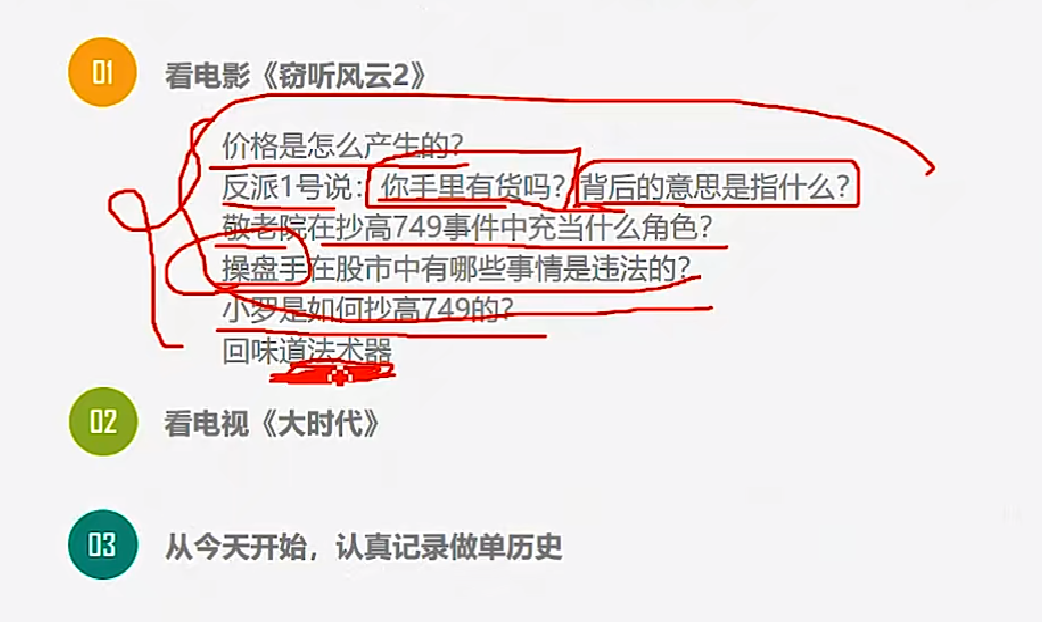 01 看电影《窃听风云2》
价格是怎么产生的？
反派1号说：你手里有货吗？背后的意思是指什么？
敬老院在抄高749事件中充当什么角色？
操盘手在股市中有哪些事情是违法的？
小罗是如何抄高749的？
回味道法术器
02 看电视《大时代》
03 从今天开始，认真记录做单历史